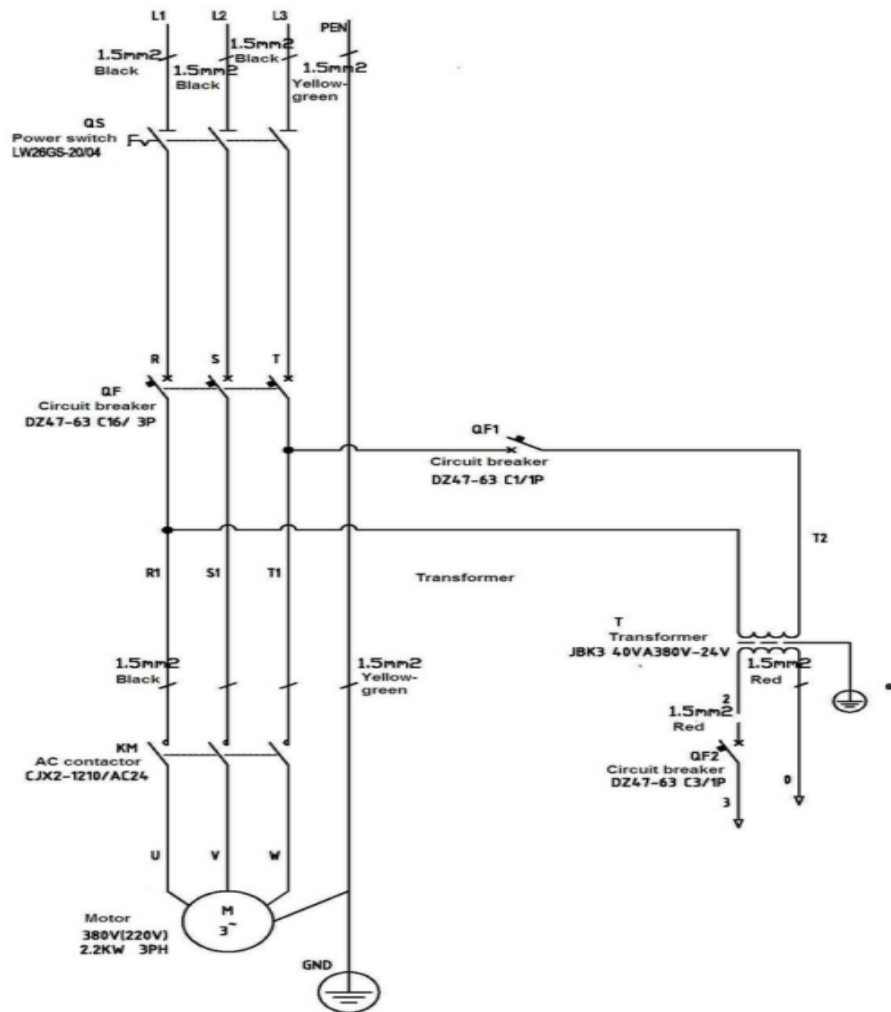 L1
L2
L3
PEN
1.5mm2
Black
1.5mm2
Black
1.5mm2
Black
1.5mm2
Yellow-
green
QS
Power switch
LW26GS-20/04
R
S
T
QF
Circuit breaker
DZ47-63 C16/ 3P
QF1
Circuit breaker
DZ47-63 C1/1P
T2
R1
S1
T1
Transformer
T
Transformer
JBK3 40VA380V-24V
1.5mm2
Black
1.5mm2
Yellow-
green
1.5mm2
Red
2
1.5mm2
Red
KM
AC contactor
CJX2-1210/AC24
QF2
Circuit breaker
DZ47-63 C3/1P
3
0
U
V
W
M
3~
Motor
380V(220V)
2.2KW 3PH
GND